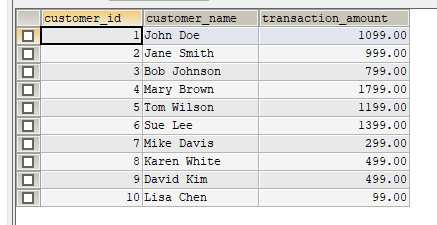 customer_id customer_name transaction_amount
1 John Doe 1099.00
2 Jane Smith 999.00
3 Bob Johnson 799.00
4 Mary Brown 1799.00
5 Tom Wilson 1199.00
6 Sue Lee 1399.00
7 Mike Davis 299.00
8 Karen White 499.00
9 David Kim 499.00
10 Lisa Chen 99.00